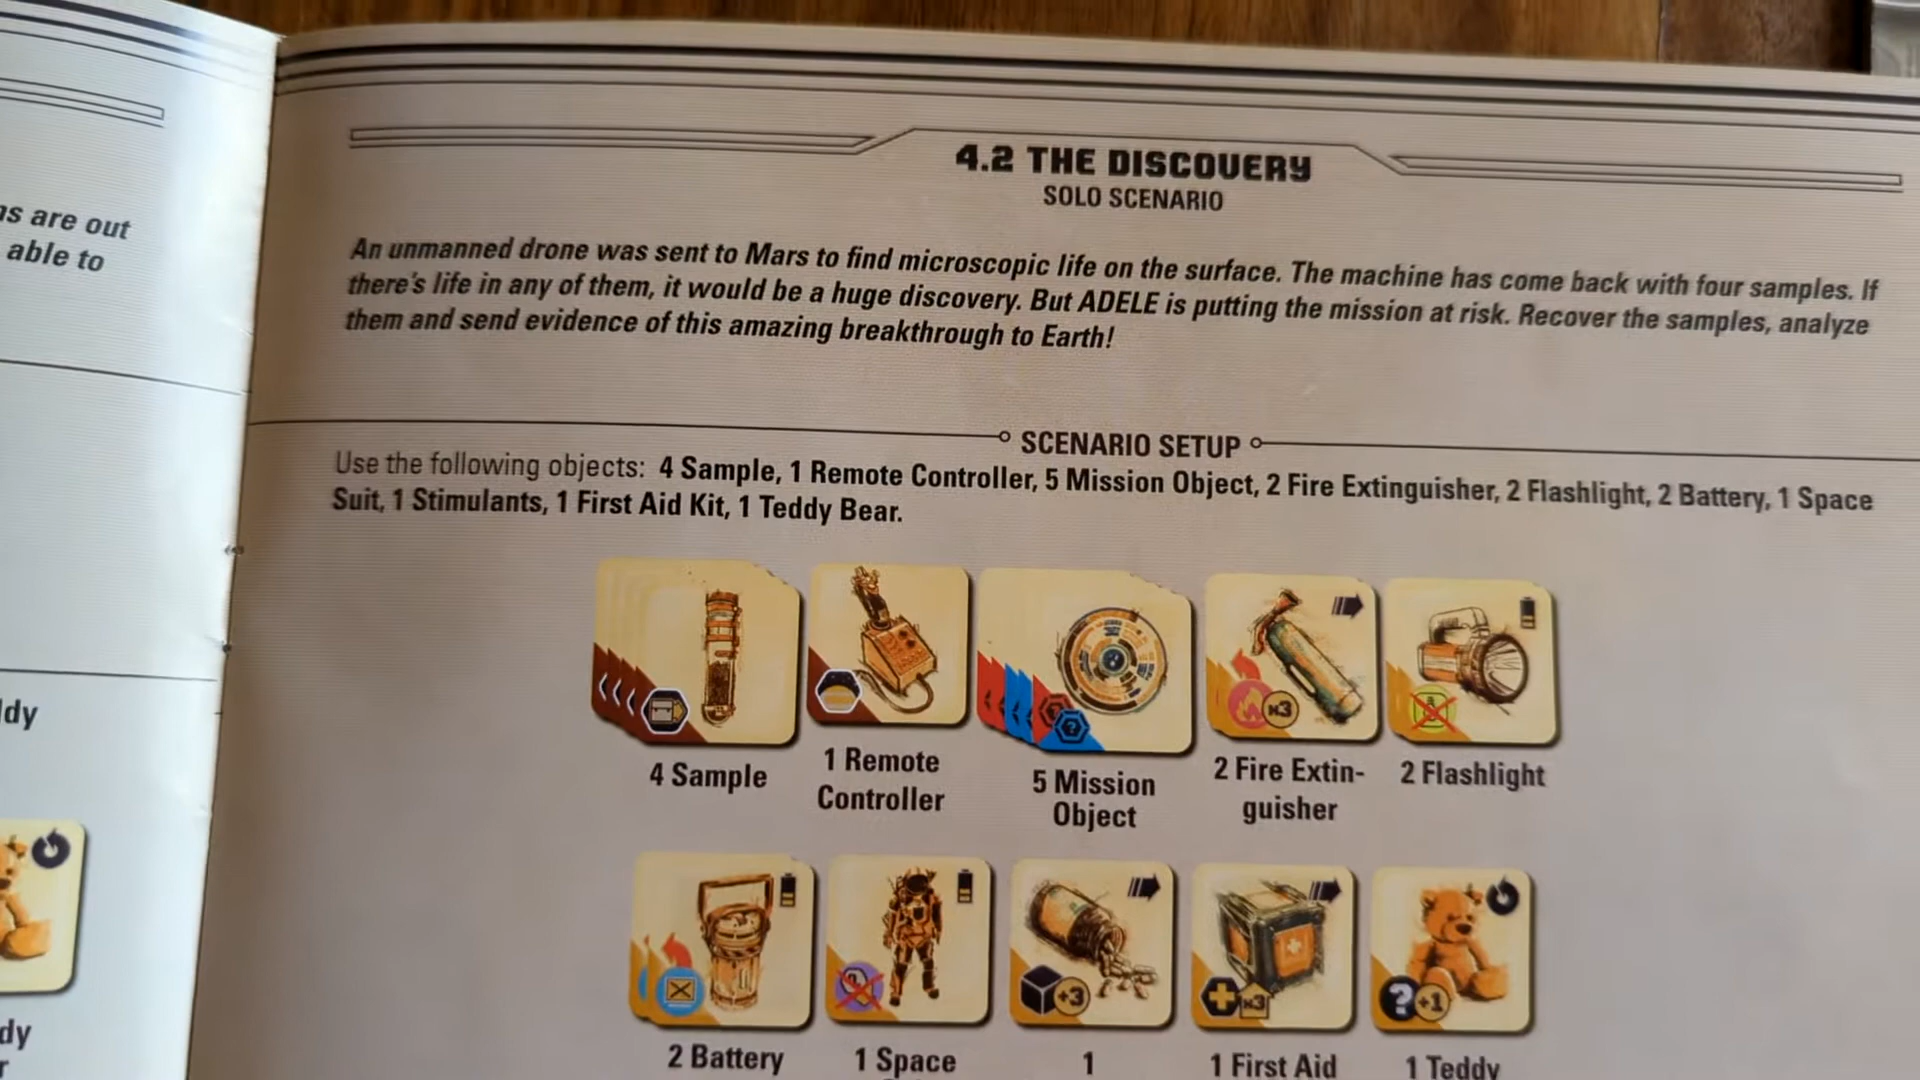 ns are out
able to
dy
dy
4.2 THE DISCOVERY
SOLO SCENARIO
An unmanned drone was sent to Mars to find microscopic life on the surface. The machine has come back with four samples. If
there's life in any of them, it would be a huge discovery. But ADELE is putting the mission at risk. Recover the samples, analyze
them and send evidence of this amazing breakthrough to Earth!
SCENARIO SETUP
Use the following objects: 4 Sample, 1 Remote Controller, 5 Mission Object, 2 Fire Extinguisher, 2 Flashlight, 2 Battery, 1 Space
Suit, 1 Stimulants, 1 First Aid Kit, 1 Teddy Bear.
x3
4 Sample
1 Remote
Controller
5 Mission
Object
2 Fire Extin-
guisher
2 Flashlight
+3
x3
? +1
2 Battery
1 Space
1
1 First Aid
1 Teddy